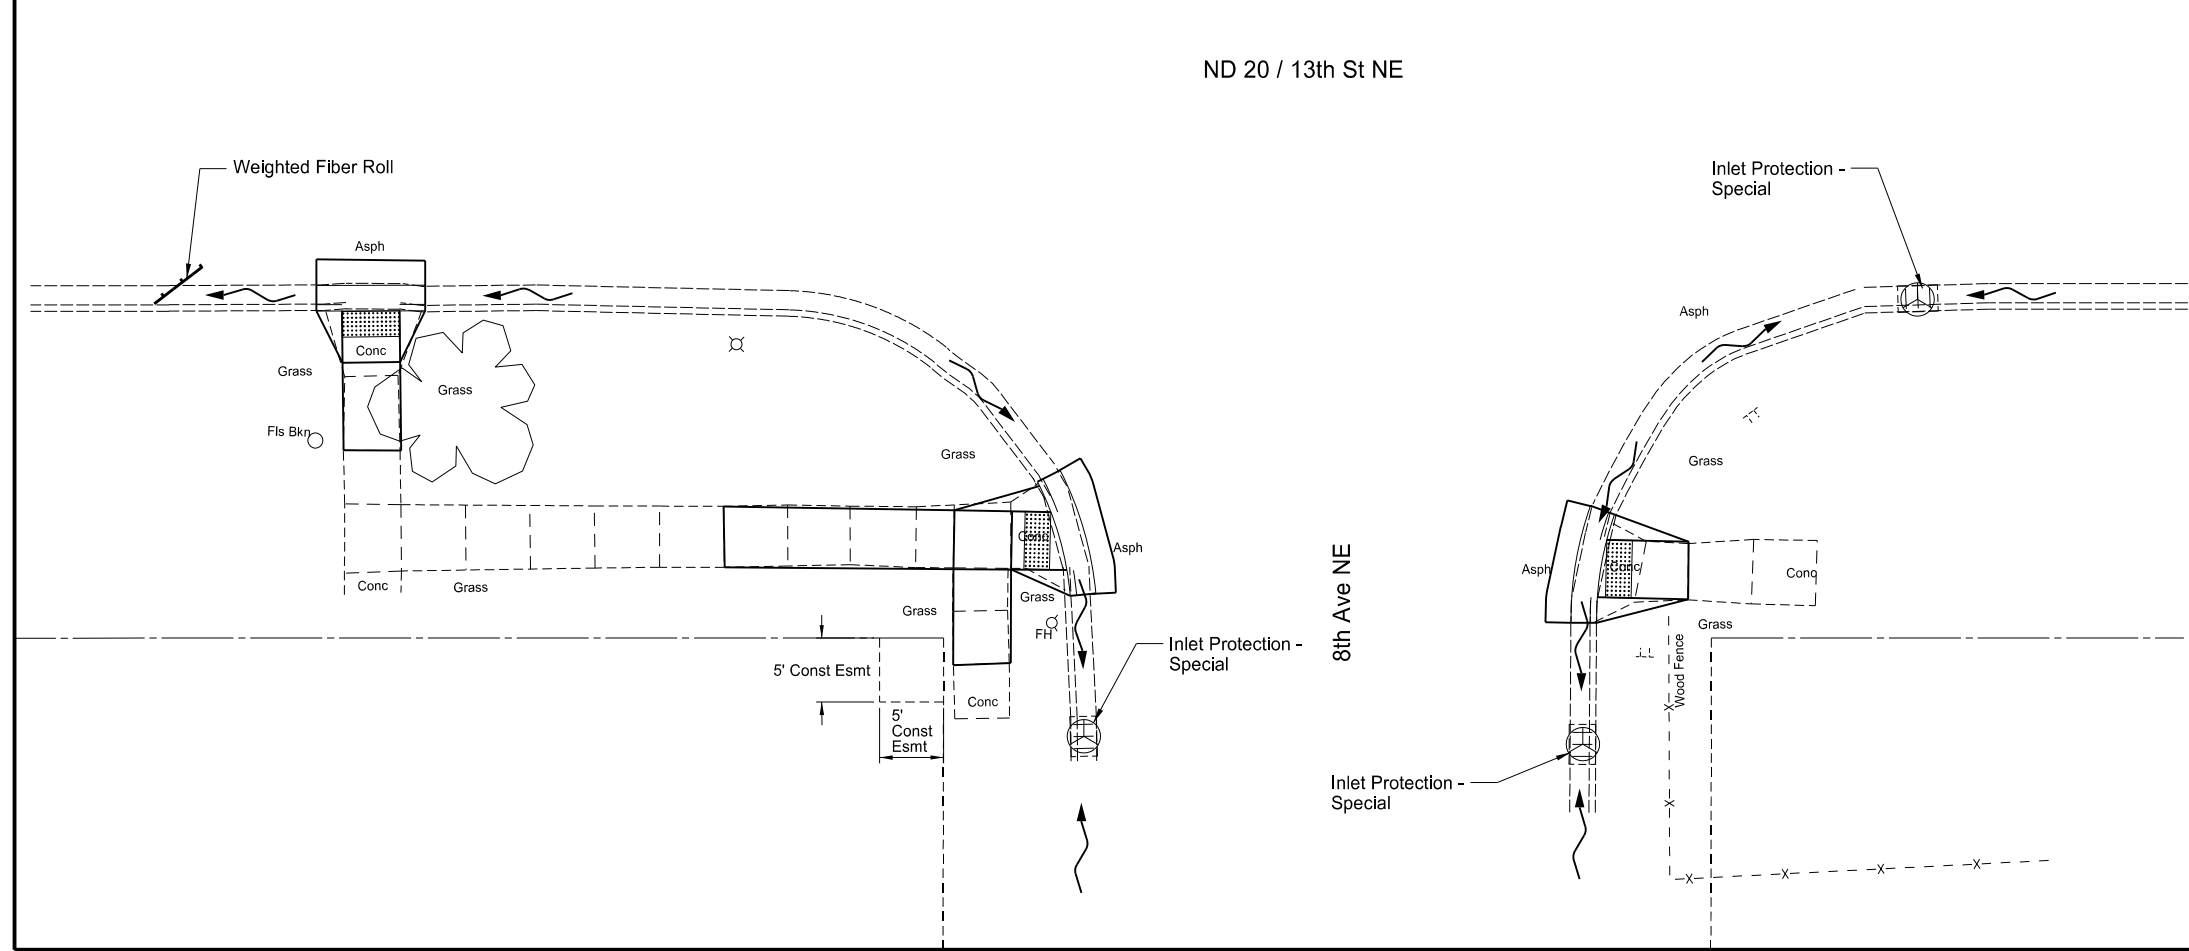 ND 20 / 13th St NE
Weighted Fiber Roll
Inlet Protection -
Special
Asph
Asph
Conc
Grass
Grass
Fls Bkn
Grass
Grass
Conc
Asph
Asph
Conc
Conc
8th Ave NE
Conc
Grass
Grass
Grass
Grass
FH
Wood Fence
Inlet Protection -
Special
5' Const Esmt
Conc
5'
Const
Esmt
Inlet Protection -
Special
X
X
X
X
X
X